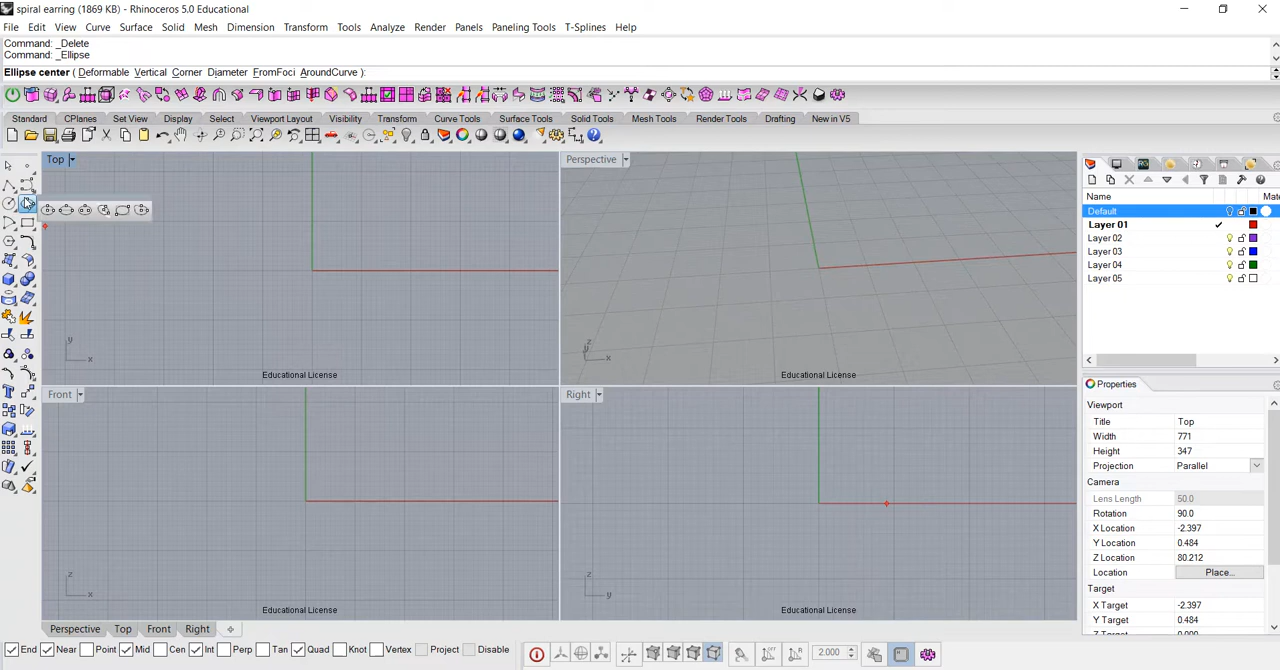 spiral earring (1869 KB) - Rhinoceros 5.0 Educational
File Edit View Curve Surface Solid Mesh Dimension Transform Tools Analyze Render Panels Paneling Tools T-Splines Help
Command: _Delete
Command: _Ellipse
Ellipse center ( Deformable Vertical Corner Diameter FromFoci AroundCurve ):
Standard CPlanes Set View Display Select Viewport Layout Visibility Transform Curve Tools Surface Tools Solid Tools Mesh Tools Render Tools Drafting New in V5
Top
Perspective
Name Mate
Default
Layer 01
Layer 02
Layer 03
Layer 04
Layer 05
y x
z y x
Educational License Educational License
Properties
Front Right
Viewport
Title Top
Width 771
Height 347
Projection Parallel
Camera
Lens Length 50.0
Rotation 90.0
X Location -2.397
Y Location 0.484
Z Location 80.212
Location Place...
Target
X Target -2.397
Y Target 0.484
Z Target 0.000
z x
z y
Educational License Educational License
Perspective Top Front Right
End Near Point Mid Cen Int Perp Tan Quad Knot Vertex Project Disable
2.000